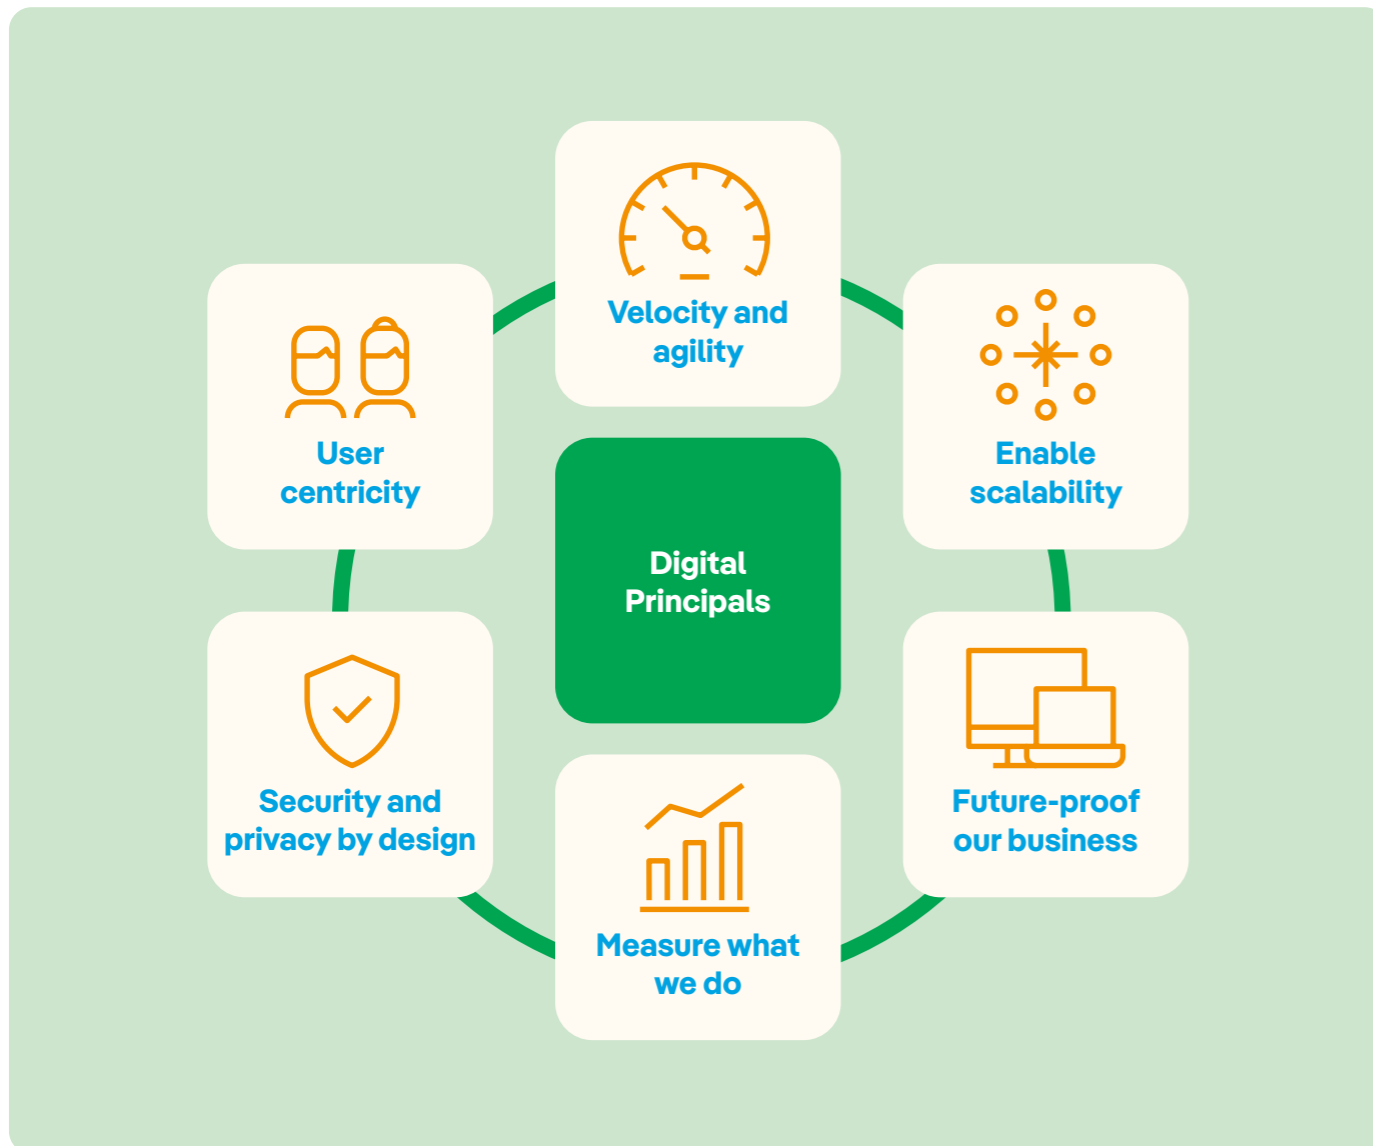 Velocity and
agility
Enable
scalability
Future-proof
our business
Measure what
we do
Security and
privacy by design
User
centricity
Digital
Principals